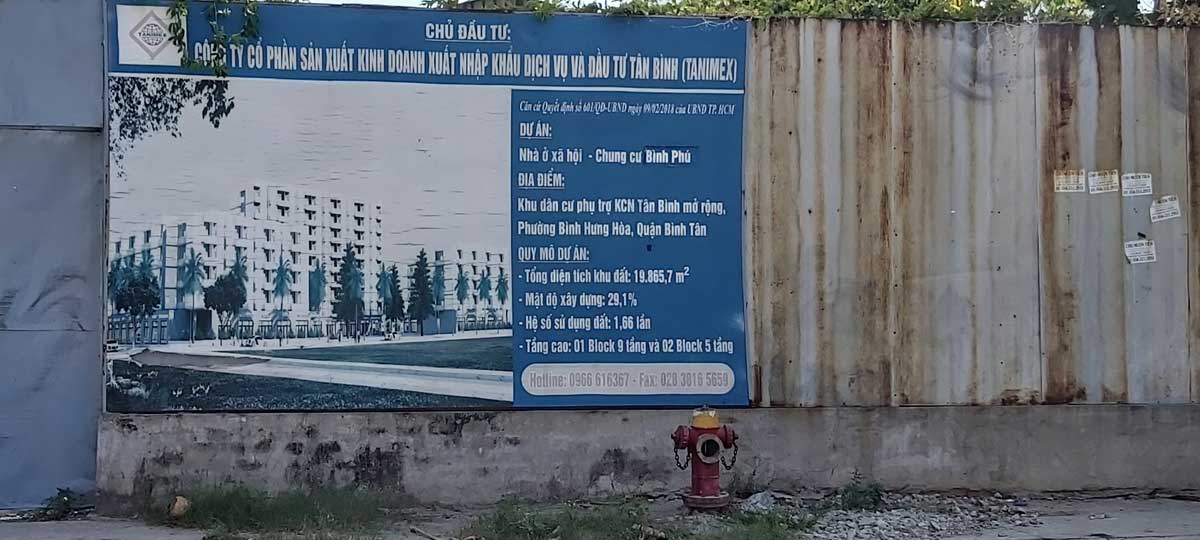 CHỦ ĐẦU TƯ:
CÔNG TY CỔ PHẦN SẢN XUẤT KINH DOANH XUẤT NHẬP KHẨU DỊCH VỤ VÀ ĐẦU TƯ TÂN BÌNH (TANIMEX)
Căn cứ Quyết định số 601/QĐ-UBND ngày 09/02/2018 của UBND TP. HCM
DỰ ÁN:
Nhà ở xã hội - Chung cư Bình Phú
ĐỊA ĐIỂM:
Khu dân cư phụ trợ KCN Tân Bình mở rộng,
Phường Bình Hưng Hòa, Quận Bình Tân
QUY MÔ DỰ ÁN:
- Tổng diện tích khu đất: 19.865,7 m²
- Mật độ xây dựng: 29,1%
- Hệ số sử dụng đất: 1,66 lần
- Tầng cao: 01 Block 9 tầng và 02 Block 5 tầng
Hotline: 0966 616367 - Fax: 028 3816 5659